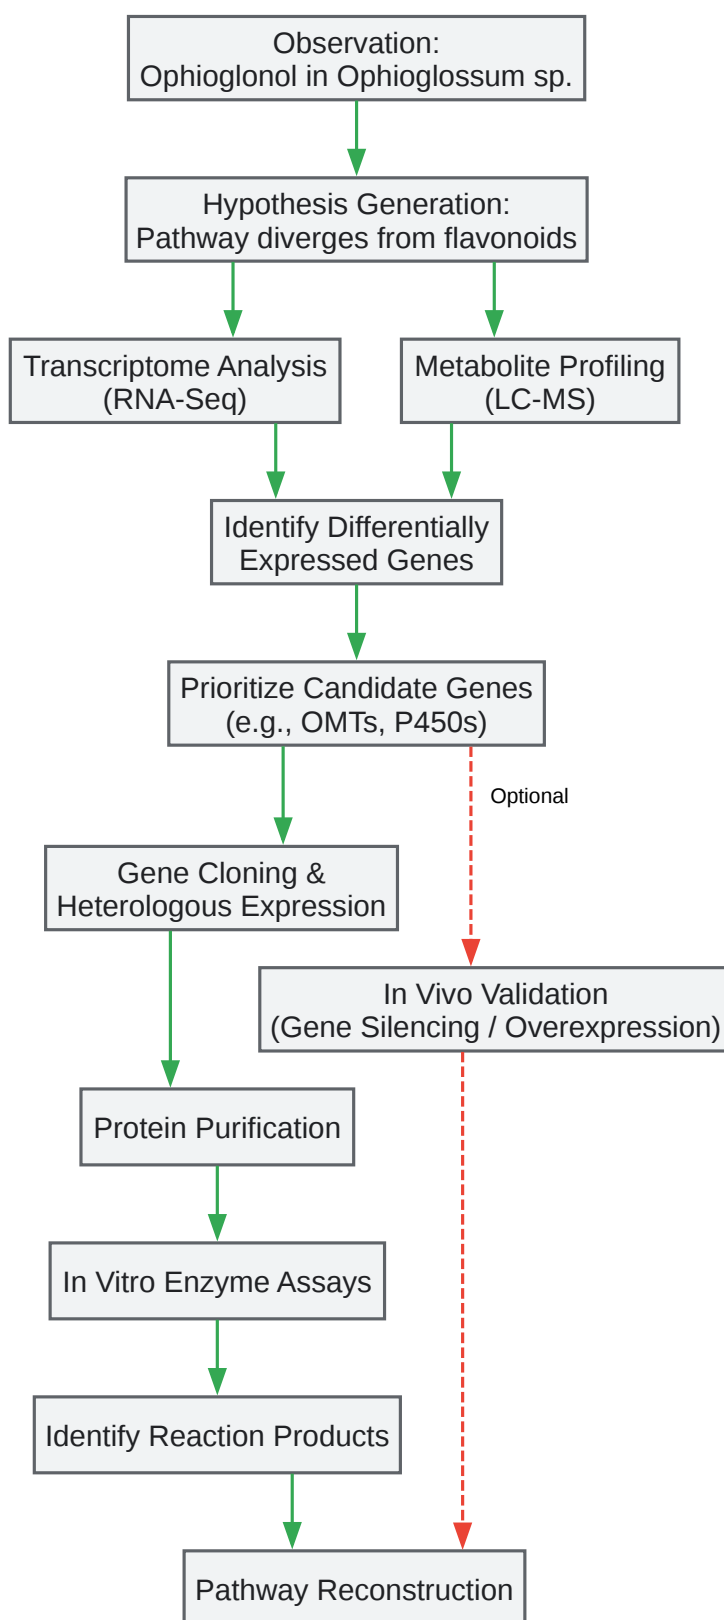 Observation:
Ophioglonol in Ophioglossum sp.
Hypothesis Generation:
Pathway diverges from flavonoids
Transcriptome Analysis
(RNA-Seq)
Metabolite Profiling
(LC-MS)
Identify Differentially
Expressed Genes
Prioritize Candidate Genes
(e.g., OMTs, P450s)
Optional
Gene Cloning &
Heterologous Expression
In Vivo Validation
(Gene Silencing / Overexpression)
Protein Purification
In Vitro Enzyme Assays
Identify Reaction Products
Pathway Reconstruction